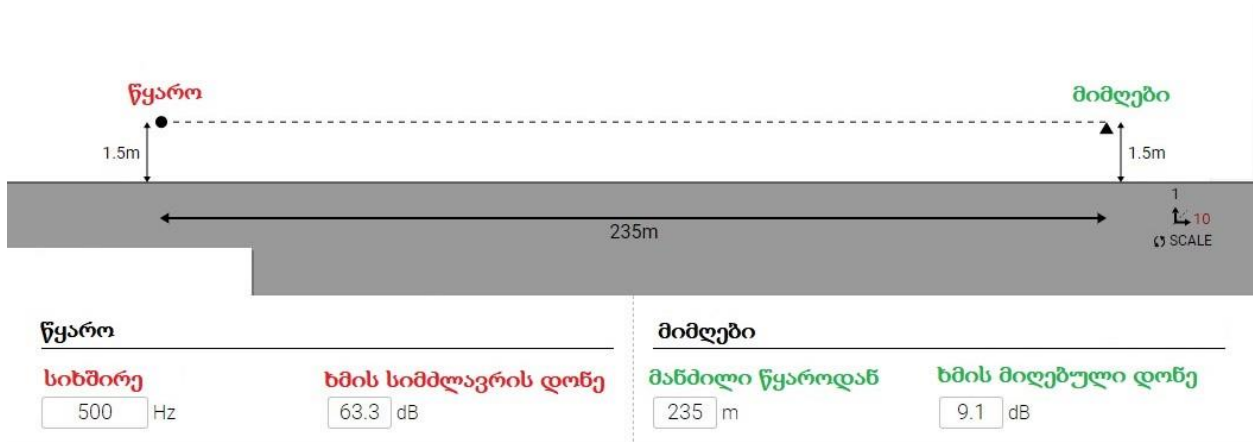 წყარო
მიმღები
1.5m
1.5m
1
10
235m
SCALE
წყარო
მიმღები
სიხშირე
ხმის სიმძლავრის დონე
მანძილი წყაროდან
ხმის მიღებული დონე
500 Hz
63.3 dB
235 m
9.1 dB